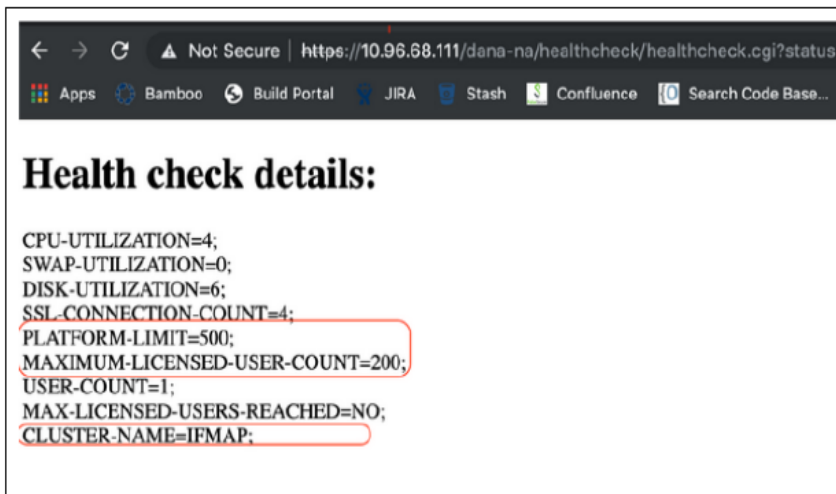 Not Secure | https://10.96.68.111/dana-na/healthcheck/healthcheck.cgi?status
Apps Bamboo Build Portal JIRA Stash Confluence Search Code Base...
Health check details:
CPU-UTILIZATION=4;
SWAP-UTILIZATION=0;
DISK-UTILIZATION=6;
SSL-CONNECTION-COUNT=4;
PLATFORM-LIMIT=500;
MAXIMUM-LICENSED-USER-COUNT=200;
USER-COUNT=1;
MAX-LICENSED-USERS-REACHED=NO;
CLUSTER-NAME=IFMAP;